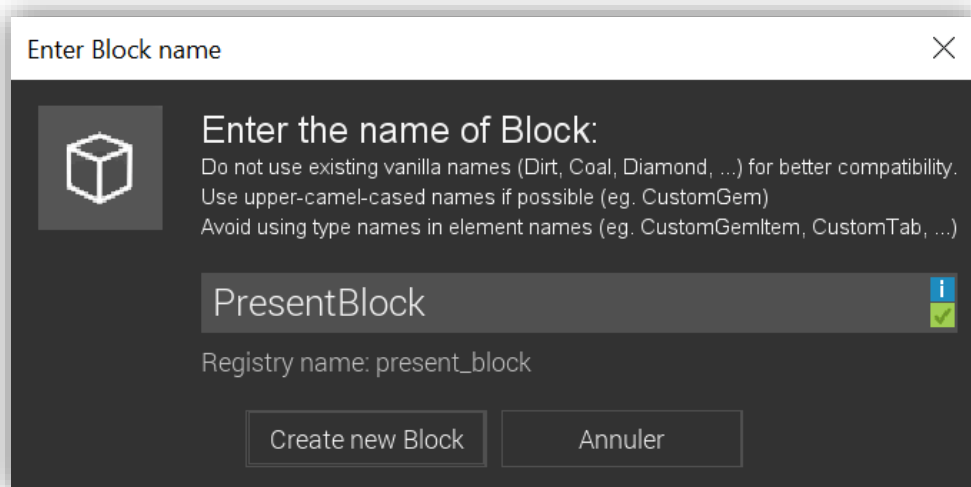 Enter Block name
Enter the name of Block:
Do not use existing vanilla names (Dirt, Coal, Diamond, ...) for better compatibility.
Use upper-camel-cased names if possible (eg. CustomGem)
Avoid using type names in element names (eg. CustomGemItem, CustomTab, ...)
PresentBlock
Registry name: present_block
Create new Block
Annuler